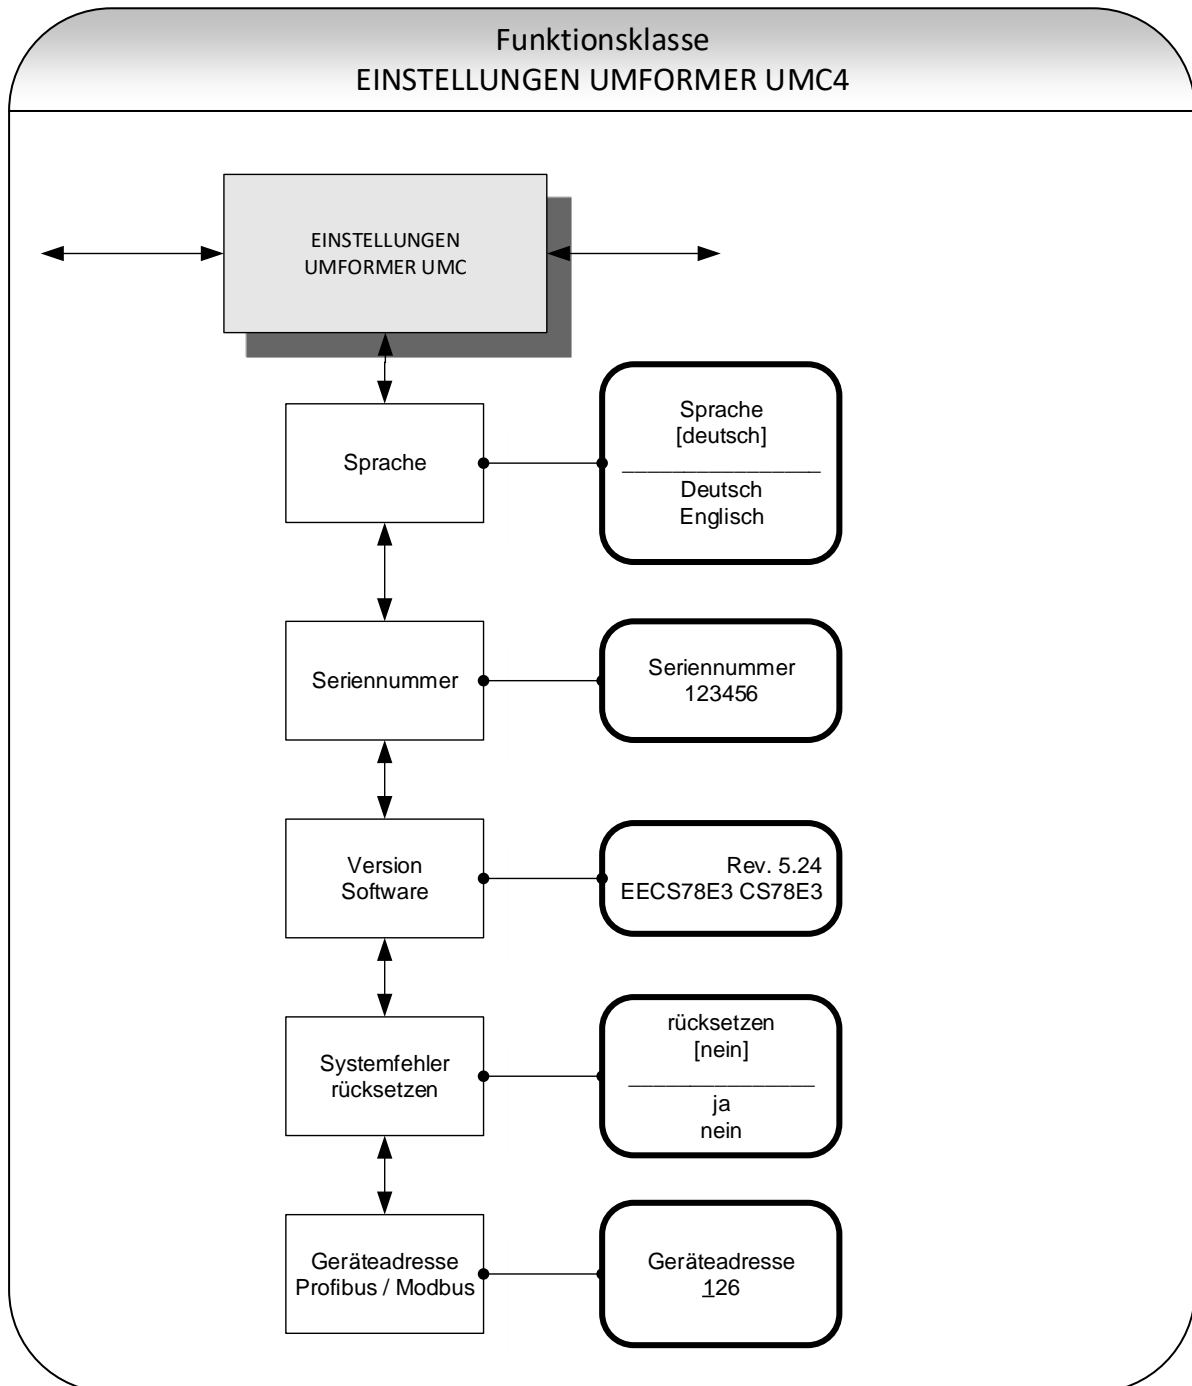 Funktionsklasse
EINSTELLUNGEN UMFORMER UMC4
EINSTELLUNGEN
UMFORMER UMC
Sprache
Sprache
[deutsch]
Deutsch
Englisch
Seriennummer
Seriennummer
123456
Version
Software
Rev. 5.24
EECS78E3 CS78E3
Systemfehler
rücksetzen
rücksetzen
[nein]
ja
nein
Geräteadresse
Profibus / Modbus
Geräteadresse
126